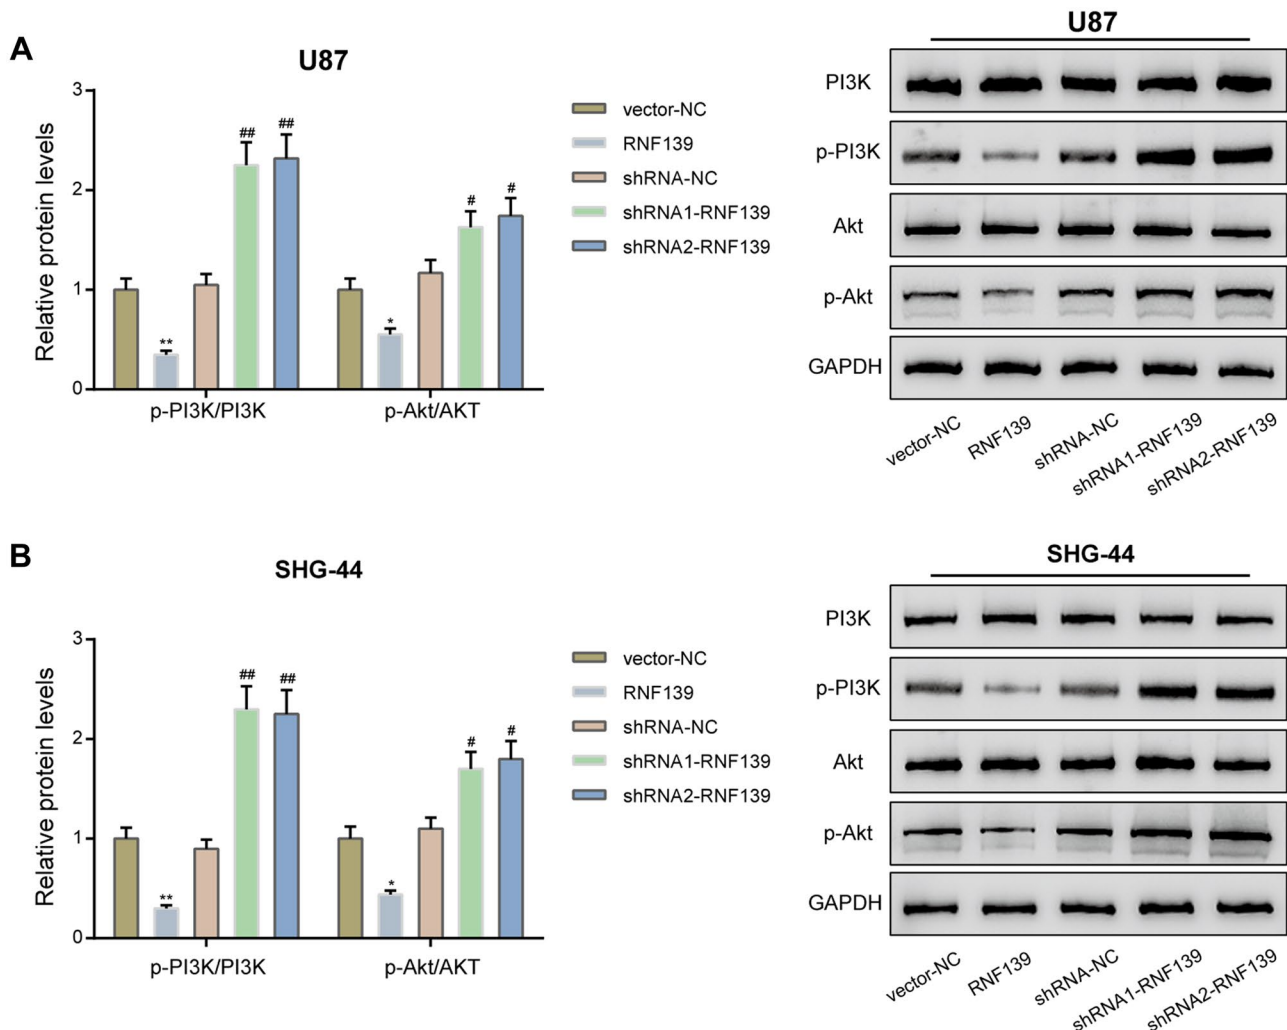 A
U87
3
2
1
0
Relative protein levels
** ## ## * # #
p-PI3K/PI3K p-Akt/AKT
vector-NC
RNF139
shRNA-NC
shRNA1-RNF139
shRNA2-RNF139
U87
PI3K
p-PI3K
Akt
p-Akt
GAPDH
vector-NC RNF139 shRNA-NC shRNA1-RNF139 shRNA2-RNF139
B
SHG-44
3
2
1
0
Relative protein levels
** ## ## * # #
p-PI3K/PI3K p-Akt/AKT
vector-NC
RNF139
shRNA-NC
shRNA1-RNF139
shRNA2-RNF139
SHG-44
PI3K
p-PI3K
Akt
p-Akt
GAPDH
vector-NC RNF139 shRNA-NC shRNA1-RNF139 shRNA2-RNF139